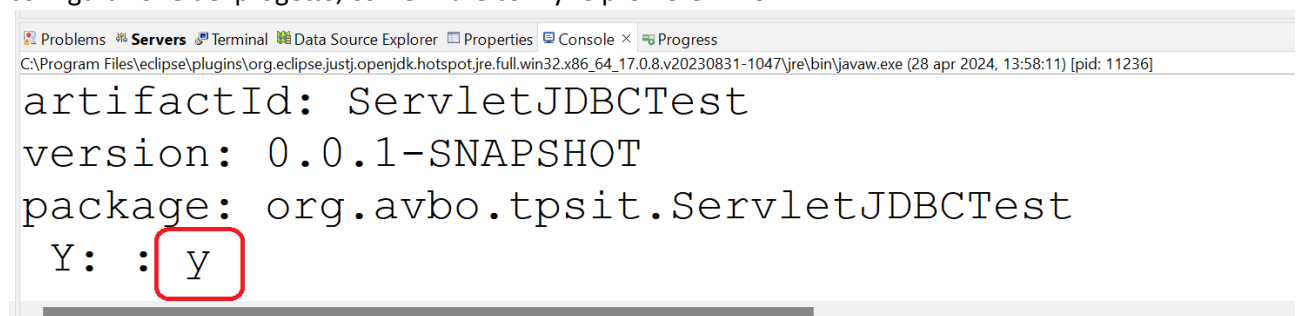 Problems Servers Terminal Data Source Explorer Properties Console × Progress
C:\Program Files\eclipse\plugins\org.eclipse.justj.openjdk.hotspot.jre.full.win32.x86_64_17.0.8.v20230831-1047\jre\bin\javaw.exe (28 apr 2024, 13:58:11) [pid: 11236]
artifactId: ServletJDBCTest
version: 0.0.1-SNAPSHOT
package: org.avbo.tpsit.ServletJDBCTest
Y: : y